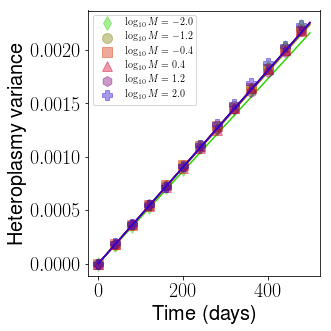 Heteroplasmy variance
0.0020
0.0015
0.0010
0.0005
0.0000
log₁₀ M = −2.0
log₁₀ M = −1.2
log₁₀ M = −0.4
log₁₀ M = 0.4
log₁₀ M = 1.2
log₁₀ M = 2.0
0 200 400
Time (days)